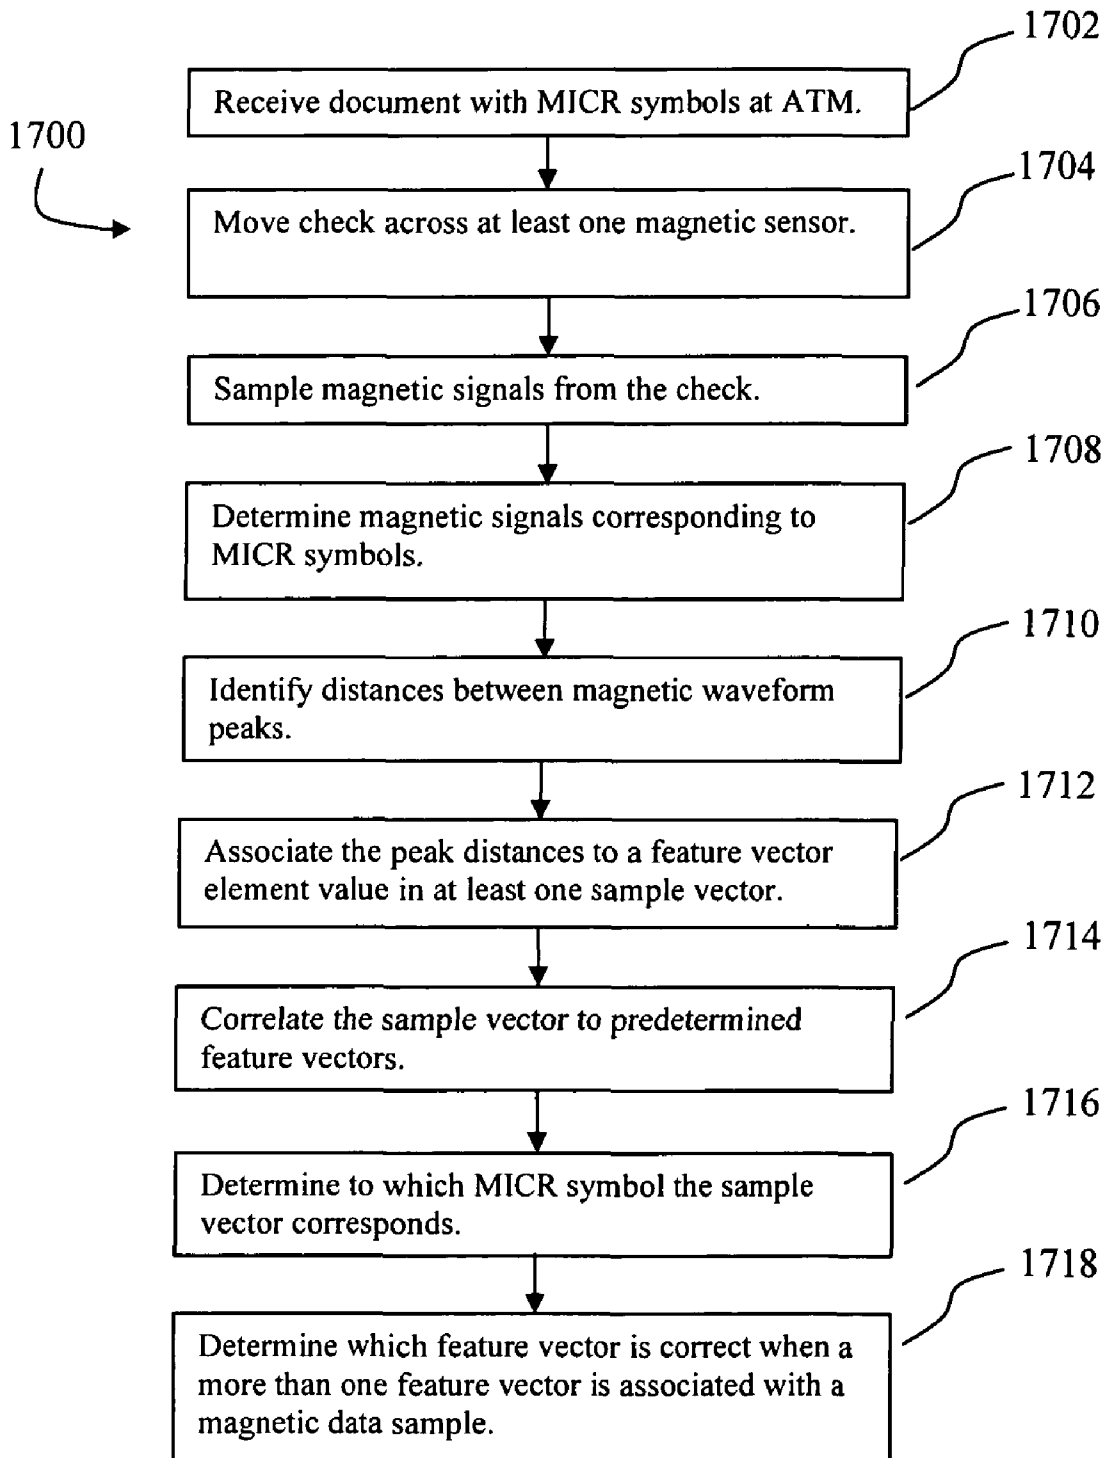 1702
Receive document with MICR symbols at ATM.
1700
1704
Move check across at least one magnetic sensor.
1706
Sample magnetic signals from the check.
1708
Determine magnetic signals corresponding to
MICR symbols.
1710
Identify distances between magnetic waveform
peaks.
1712
Associate the peak distances to a feature vector
element value in at least one sample vector.
1714
Correlate the sample vector to predetermined
feature vectors.
1716
Determine to which MICR symbol the sample
vector corresponds.
1718
Determine which feature vector is correct when a
more than one feature vector is associated with a
magnetic data sample.